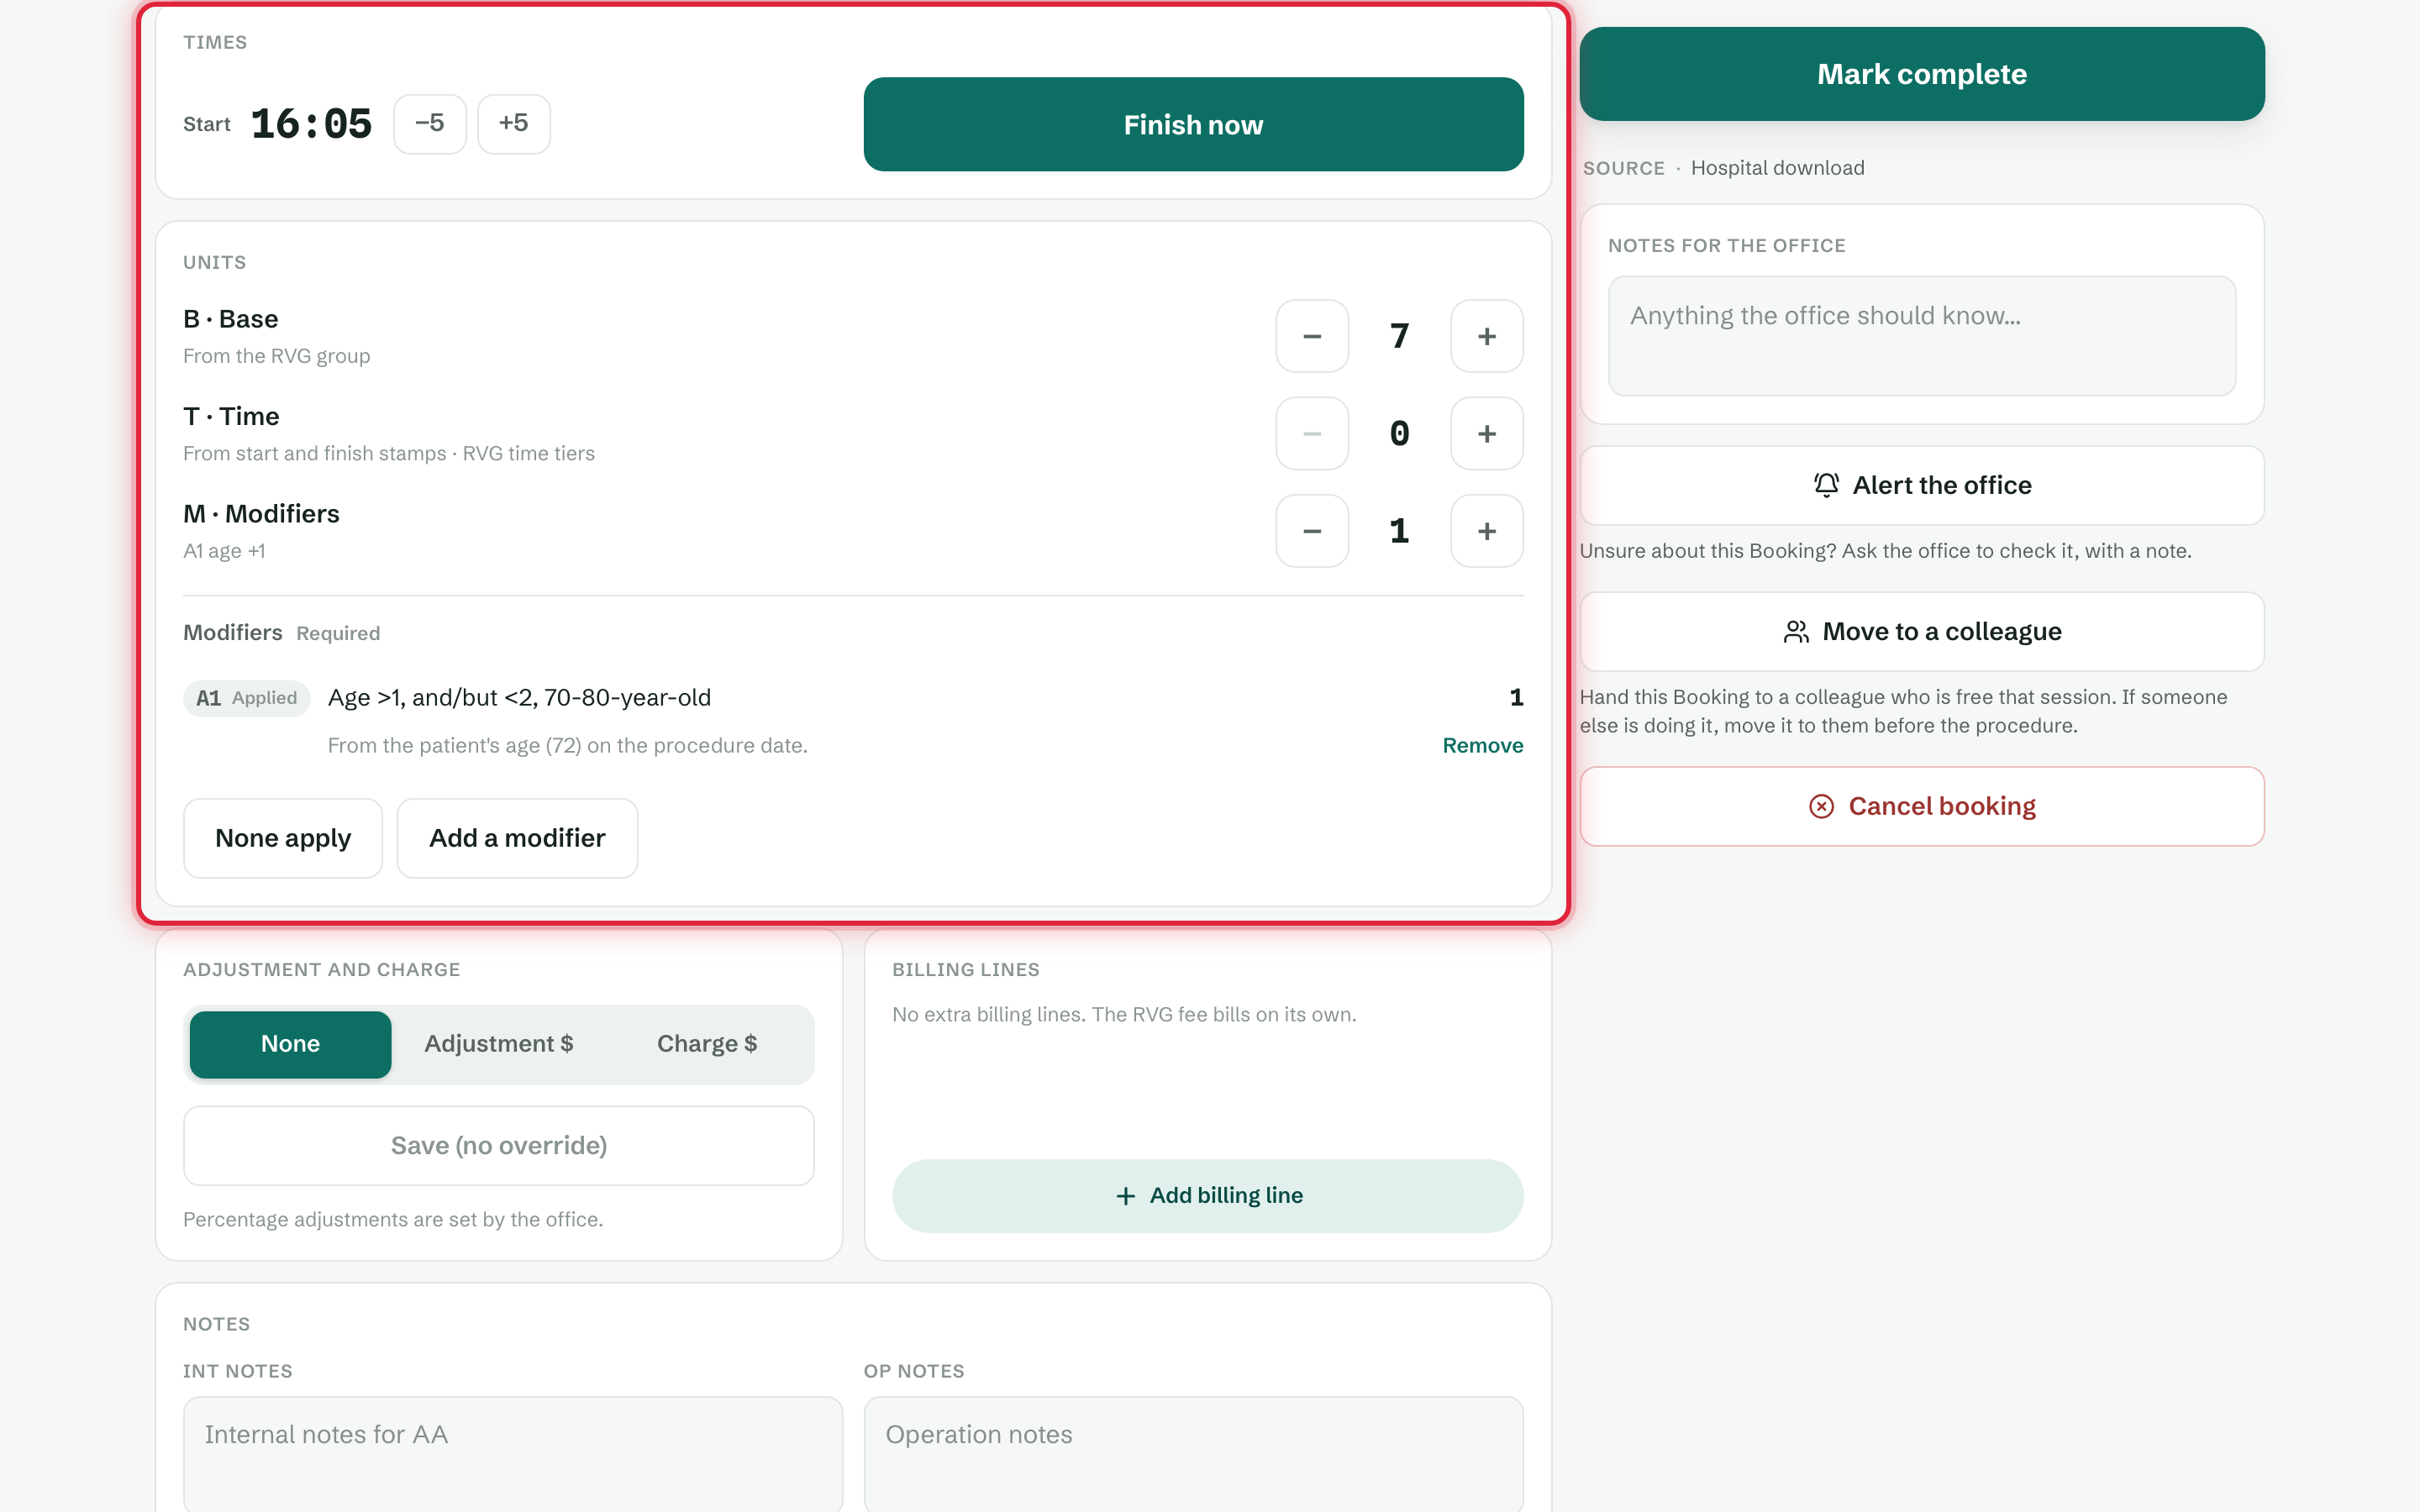 TIMES
Start 16:05 −5 +5
Finish now
UNITS
B · Base
From the RVG group
− 7 +
T · Time
From start and finish stamps · RVG time tiers
− 0 +
M · Modifiers
A1 age +1
− 1 +
Modifiers Required
A1 Applied Age >1, and/but <2, 70-80-year-old 1
From the patient's age (72) on the procedure date. Remove
None apply Add a modifier
ADJUSTMENT AND CHARGE
None Adjustment $ Charge $
Save (no override)
Percentage adjustments are set by the office.
BILLING LINES
No extra billing lines. The RVG fee bills on its own.
+ Add billing line
NOTES
INT NOTES
Internal notes for AA
OP NOTES
Operation notes
Mark complete
SOURCE · Hospital download
NOTES FOR THE OFFICE
Anything the office should know...
Alert the office
Unsure about this Booking? Ask the office to check it, with a note.
Move to a colleague
Hand this Booking to a colleague who is free that session. If someone
else is doing it, move it to them before the procedure.
Cancel booking